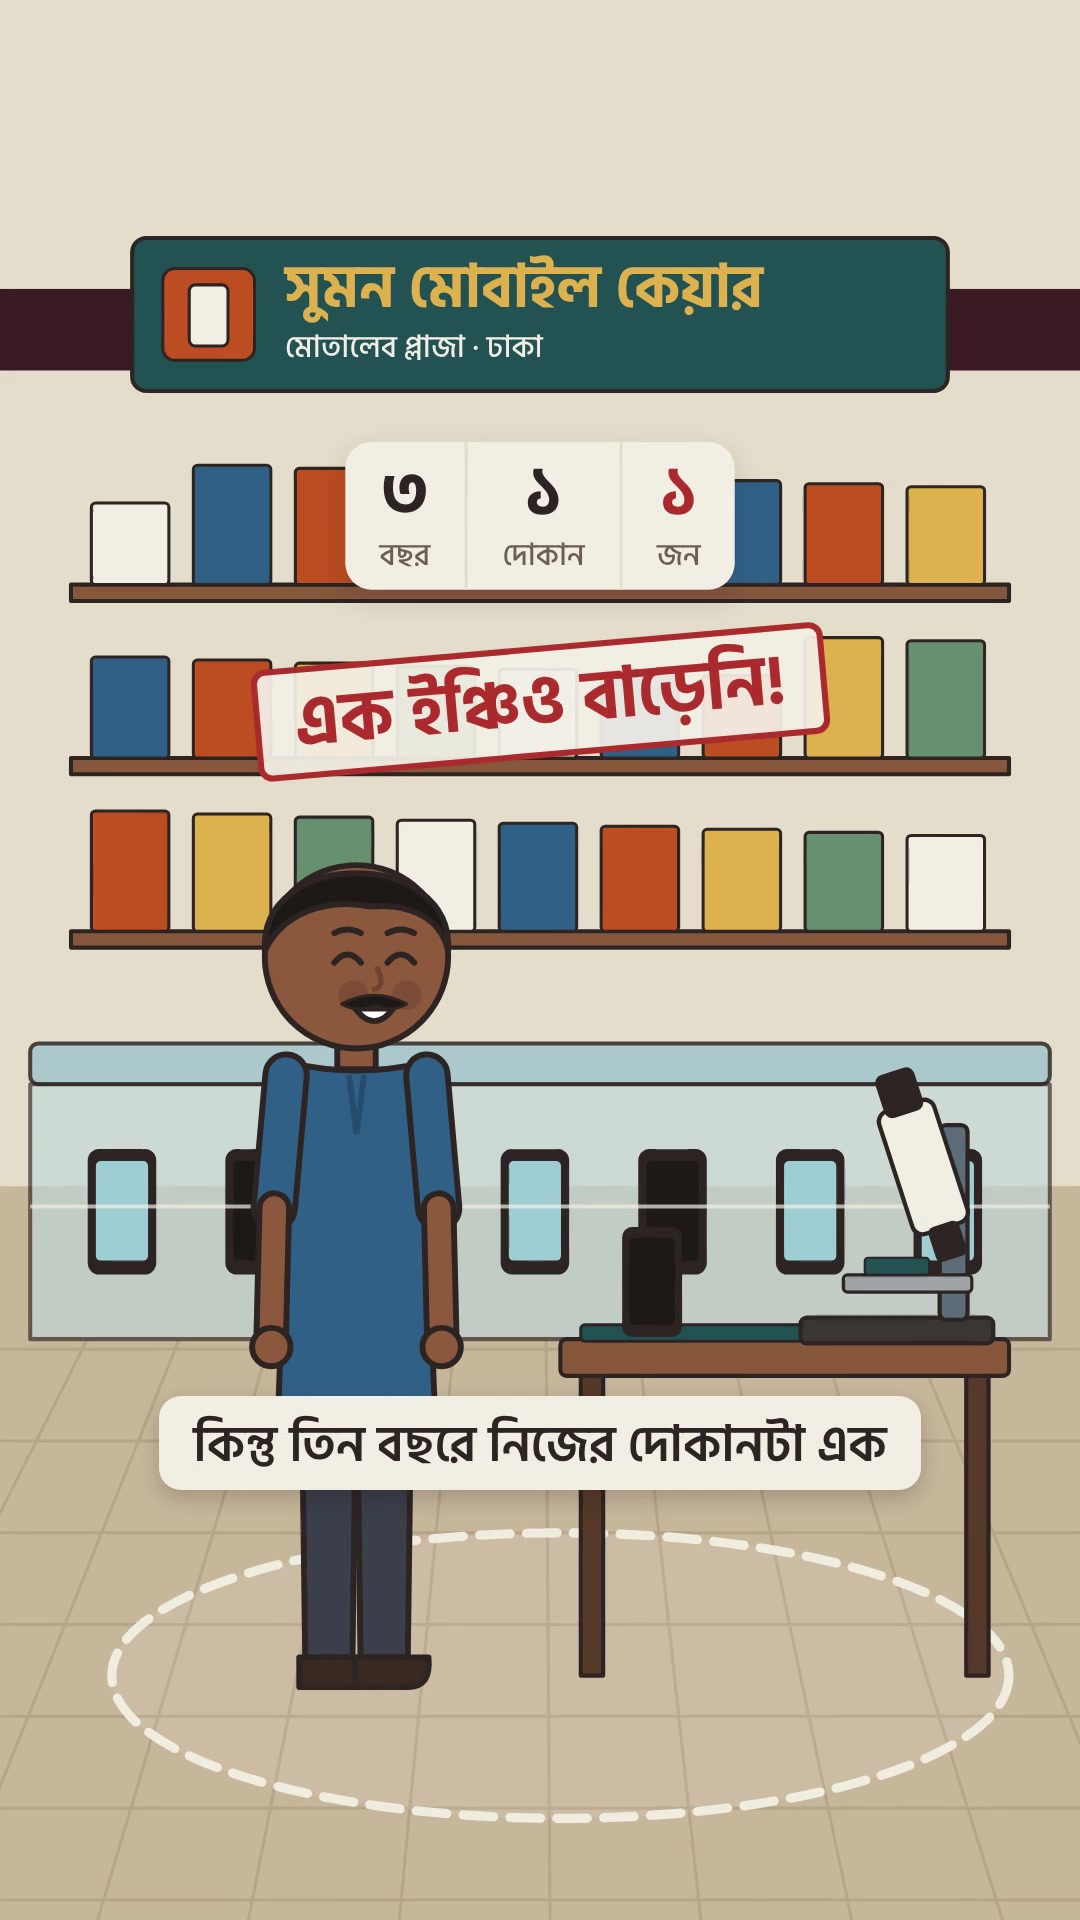 সুমন মোবাইল কেয়ার
মোতালেব প্লাজা · ঢাকা
৩ ১ ১
বছর দোকান জন
এক ইঞ্চিও বাড়েনি!
কিন্তু তিন বছরে নিজের দোকানটা এক